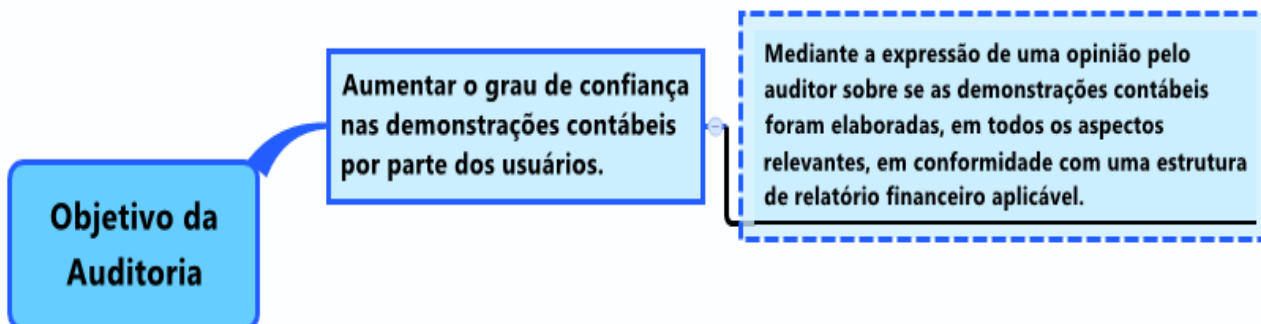 Objetivo da
Auditoria
Aumentar o grau de confiança
nas demonstrações contábeis
por parte dos usuários.
Mediante a expressão de uma opinião pelo
auditor sobre se as demonstrações contábeis
foram elaboradas, em todos os aspectos
relevantes, em conformidade com uma estrutura
de relatório financeiro aplicável.